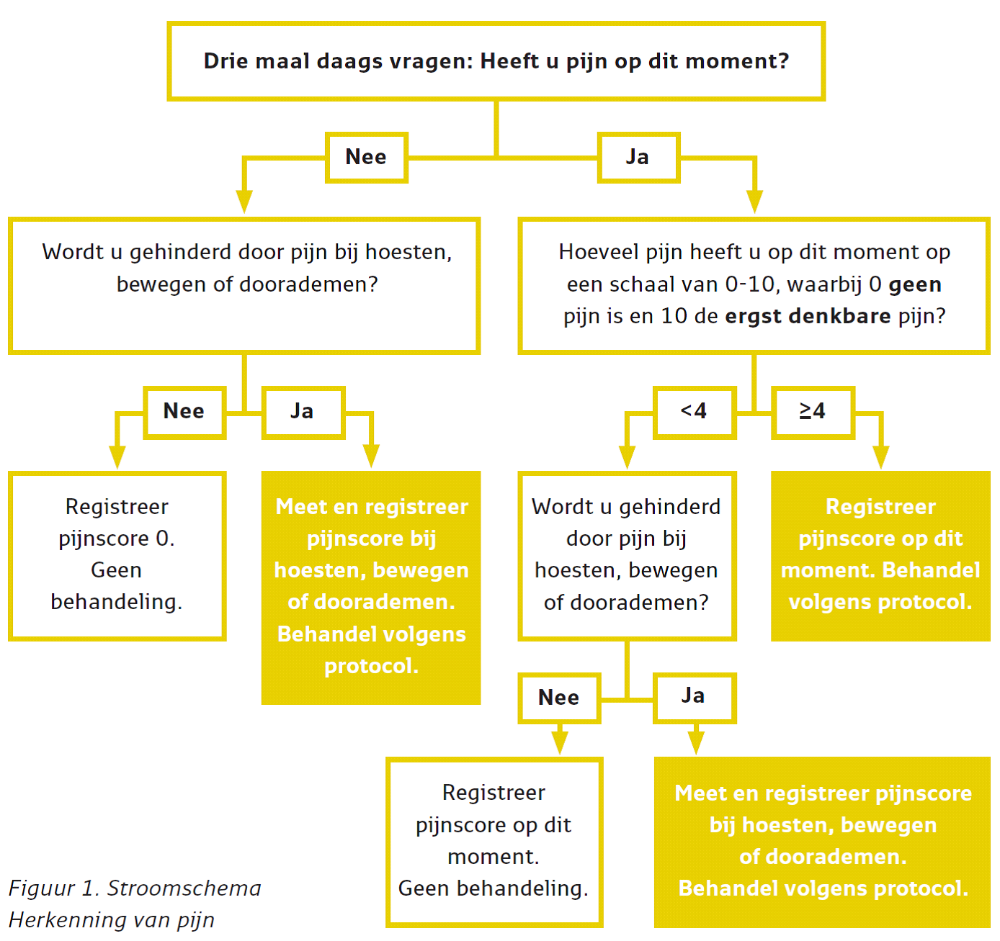 Drie maal daags vragen: Heeft u pijn op dit moment?
Nee
Ja
Wordt u gehinderd door pijn bij hoesten,
bewegen of doorademen?
Hoeveel pijn heeft u op dit moment op
een schaal van 0-10, waarbij 0 geen
pijn is en 10 de ergst denkbare pijn?
Nee
Ja
<4
≥4
Registreer
pijnscore 0.
Geen
behandeling.
Meet en registreer
pijnscore bij
hoesten, bewegen
of doorademen.
Behandel volgens
protocol.
Wordt u gehinderd
door pijn bij
hoesten, bewegen
of doorademen?
Registreer
pijnscore op dit
moment. Behandel
volgens protocol.
Nee
Ja
Registreer
pijnscore op dit
moment.
Geen behandeling.
Meet en registreer pijnscore
bij hoesten, bewegen
of doorademen.
Behandel volgens protocol.
Figuur 1. Stroomschema
Herkenning van pijn